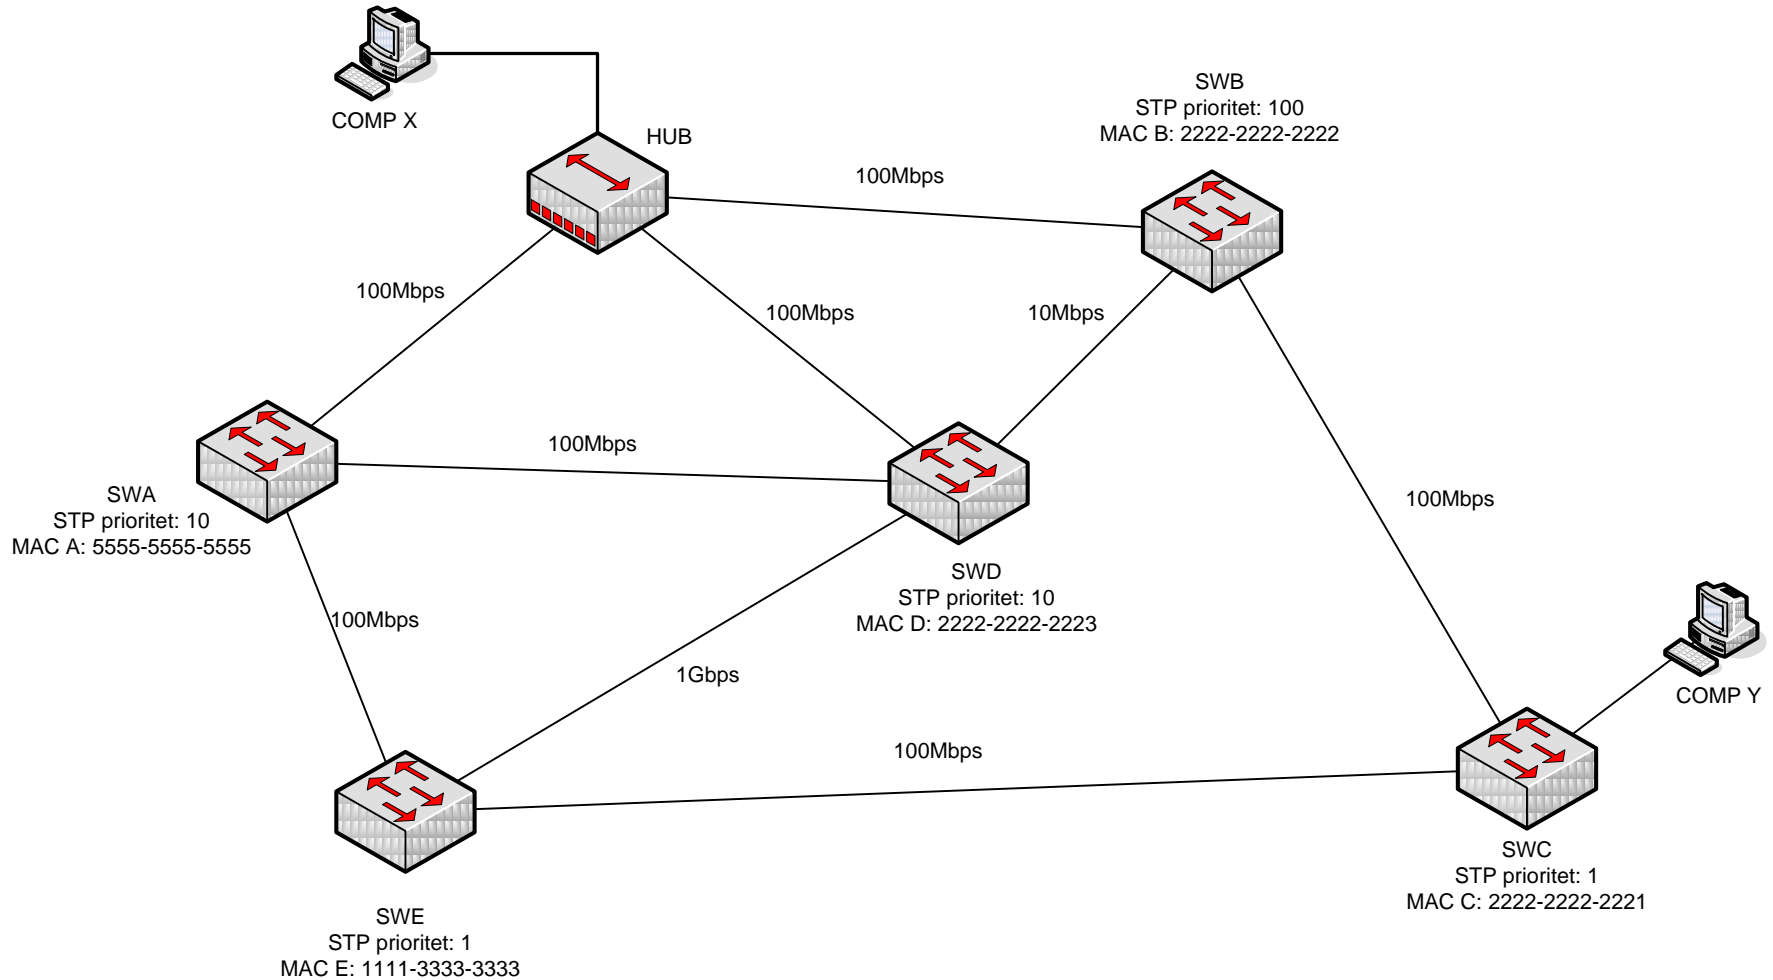 COMP X
HUB
SWB
STP prioritet: 100
MAC B: 2222-2222-2222
100Mbps
100Mbps
100Mbps
10Mbps
100Mbps
SWA
STP prioritet: 10
MAC A: 5555-5555-5555
100Mbps
SWD
STP prioritet: 10
MAC D: 2222-2222-2223
100Mbps
1Gbps
COMP Y
100Mbps
SWC
STP prioritet: 1
MAC C: 2222-2222-2221
SWE
STP prioritet: 1
MAC E: 1111-3333-3333